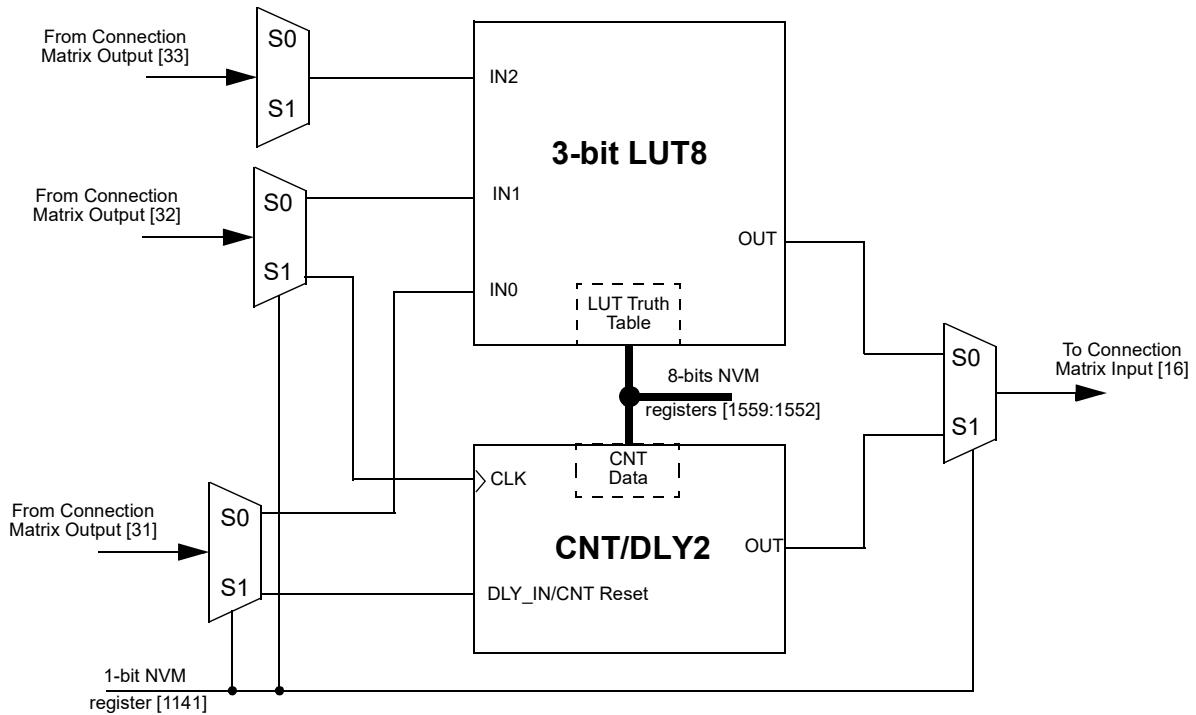 From Connection
Matrix Output [33]
S0
S1
IN2
3-bit LUT8
From Connection
Matrix Output [32]
S0
S1
IN1
IN0
OUT
LUT Truth
Table
8-bits NVM
registers [1559:1552]
S0
S1
To Connection
Matrix Input [16]
CNT
Data
CLK
From Connection
Matrix Output [31]
S0
S1
CNT/DLY2
OUT
DLY_IN/CNT Reset
1-bit NVM
register [1141]